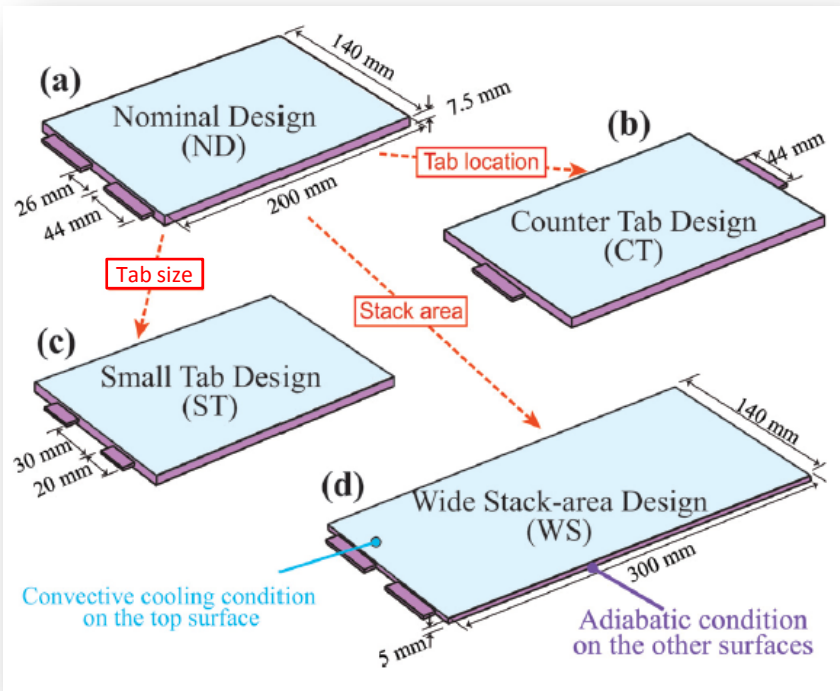 (a)
Nominal Design
(ND)
140 mm
7.5 mm
200 mm
26 mm
44 mm
Tab location
(b)
44 mm
Counter Tab Design
(CT)
Tab size
Stack area
(c)
Small Tab Design
(ST)
30 mm
20 mm
(d)
Wide Stack-area Design
(WS)
140 mm
300 mm
5 mm
Convective cooling condition
on the top surface
Adiabatic condition
on the other surfaces